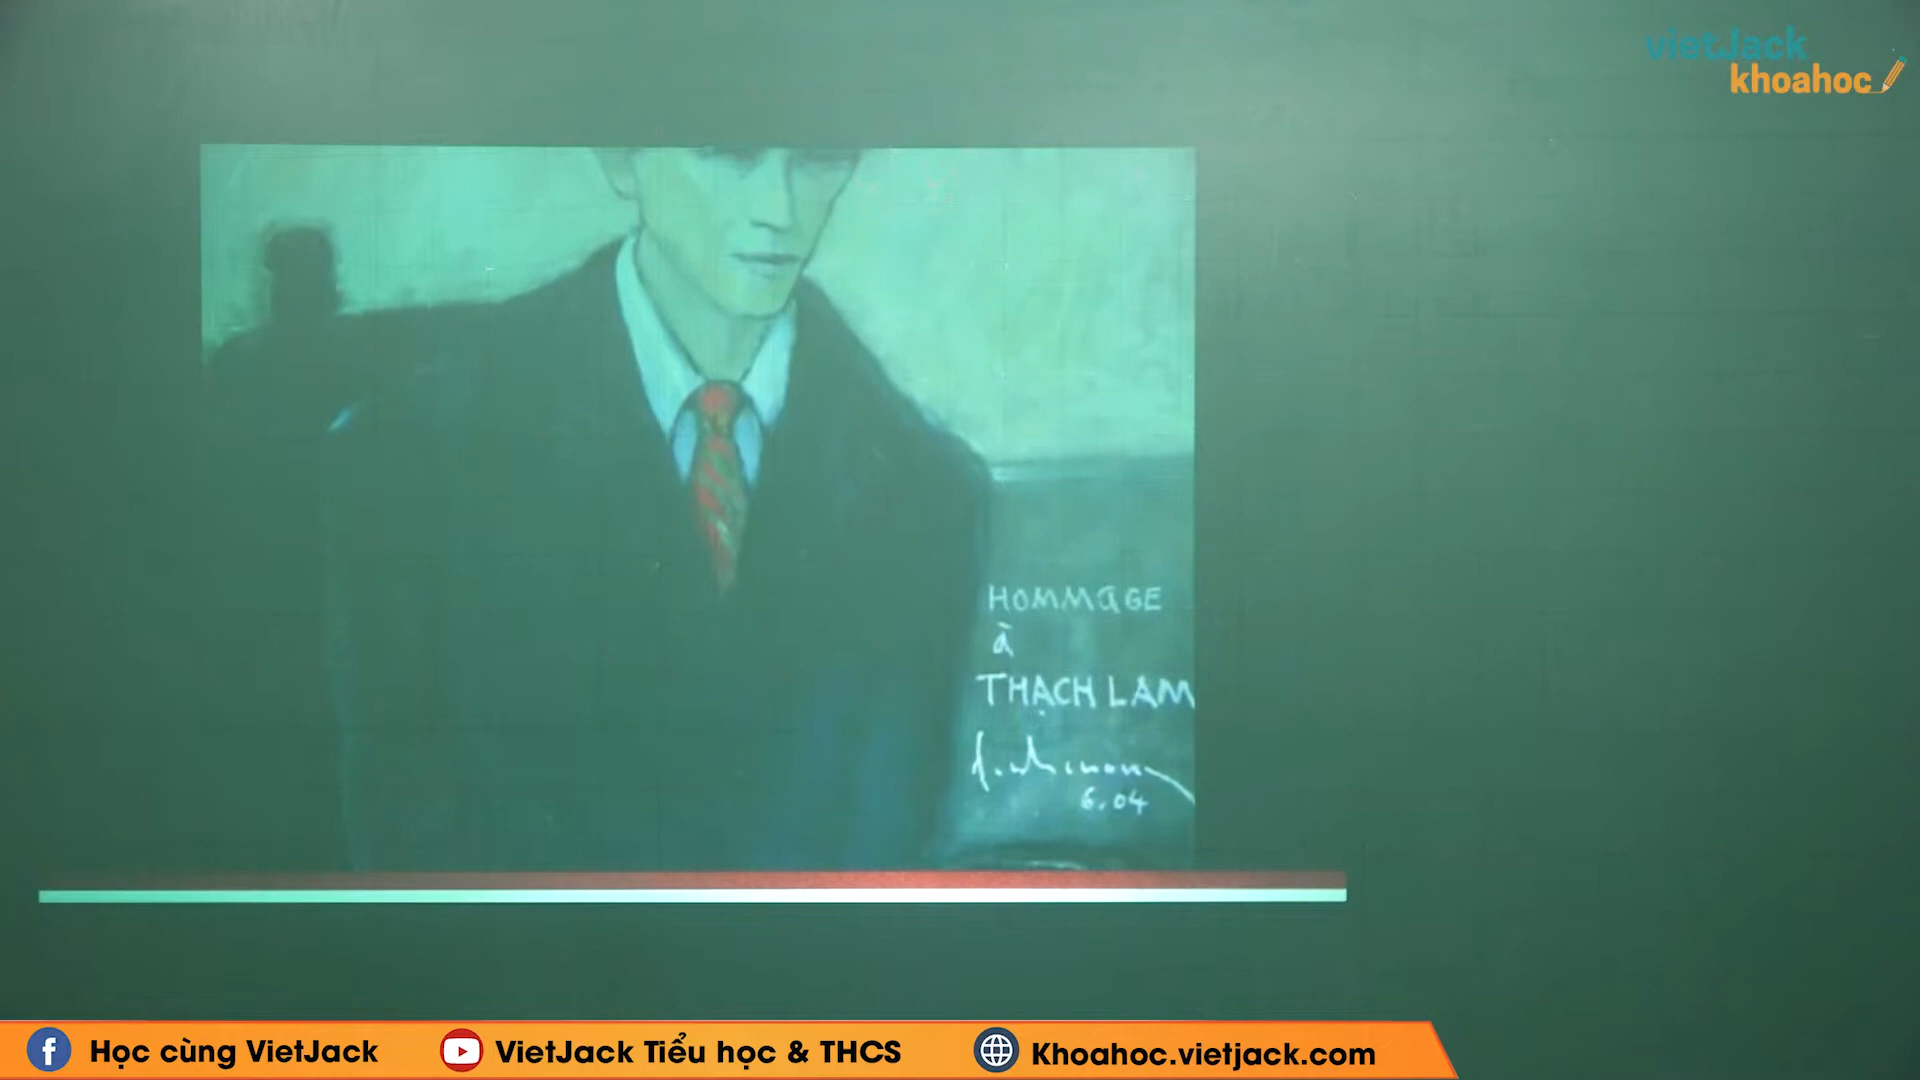 vietJack
khoahoc
HOMMAGE
à
THẠCH LAM
6.04
Học cùng VietJack
VietJack Tiểu học & THCS
Khoahoc.vietjack.com